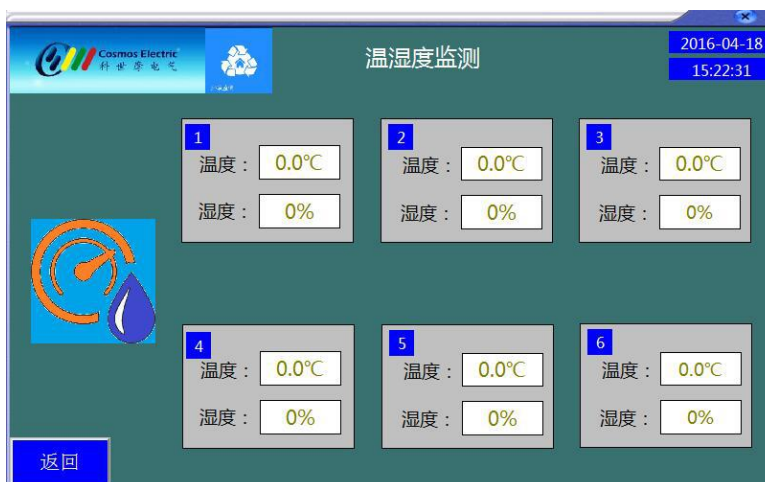 Cosmos Electric
科世摩电气
温湿度监测
2016-04-18
15:22:31
1
温度： 0.0℃
湿度： 0%
2
温度： 0.0℃
湿度： 0%
3
温度： 0.0℃
湿度： 0%
4
温度： 0.0℃
湿度： 0%
5
温度： 0.0℃
湿度： 0%
6
温度： 0.0℃
湿度： 0%
返回